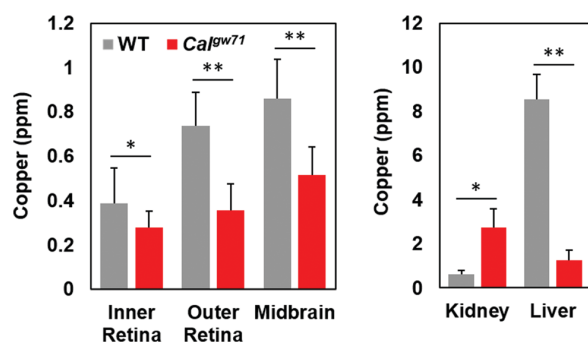 WT Cal^gw71
Copper (ppm)
1.2
1
0.8
0.6
0.4
0.2
0
*
**
**
Inner Retina
Outer Retina
Midbrain
Copper (ppm)
12
10
8
6
4
2
0
*
**
Kidney
Liver